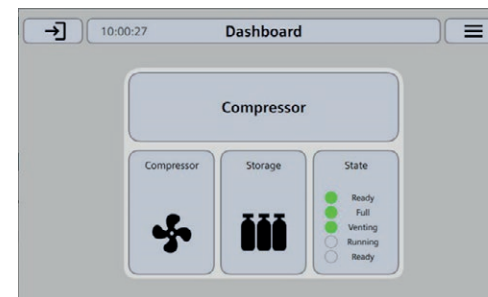 10:00:27 Dashboard
Compressor
Compressor Storage State
Ready
Full
Venting
Running
Ready